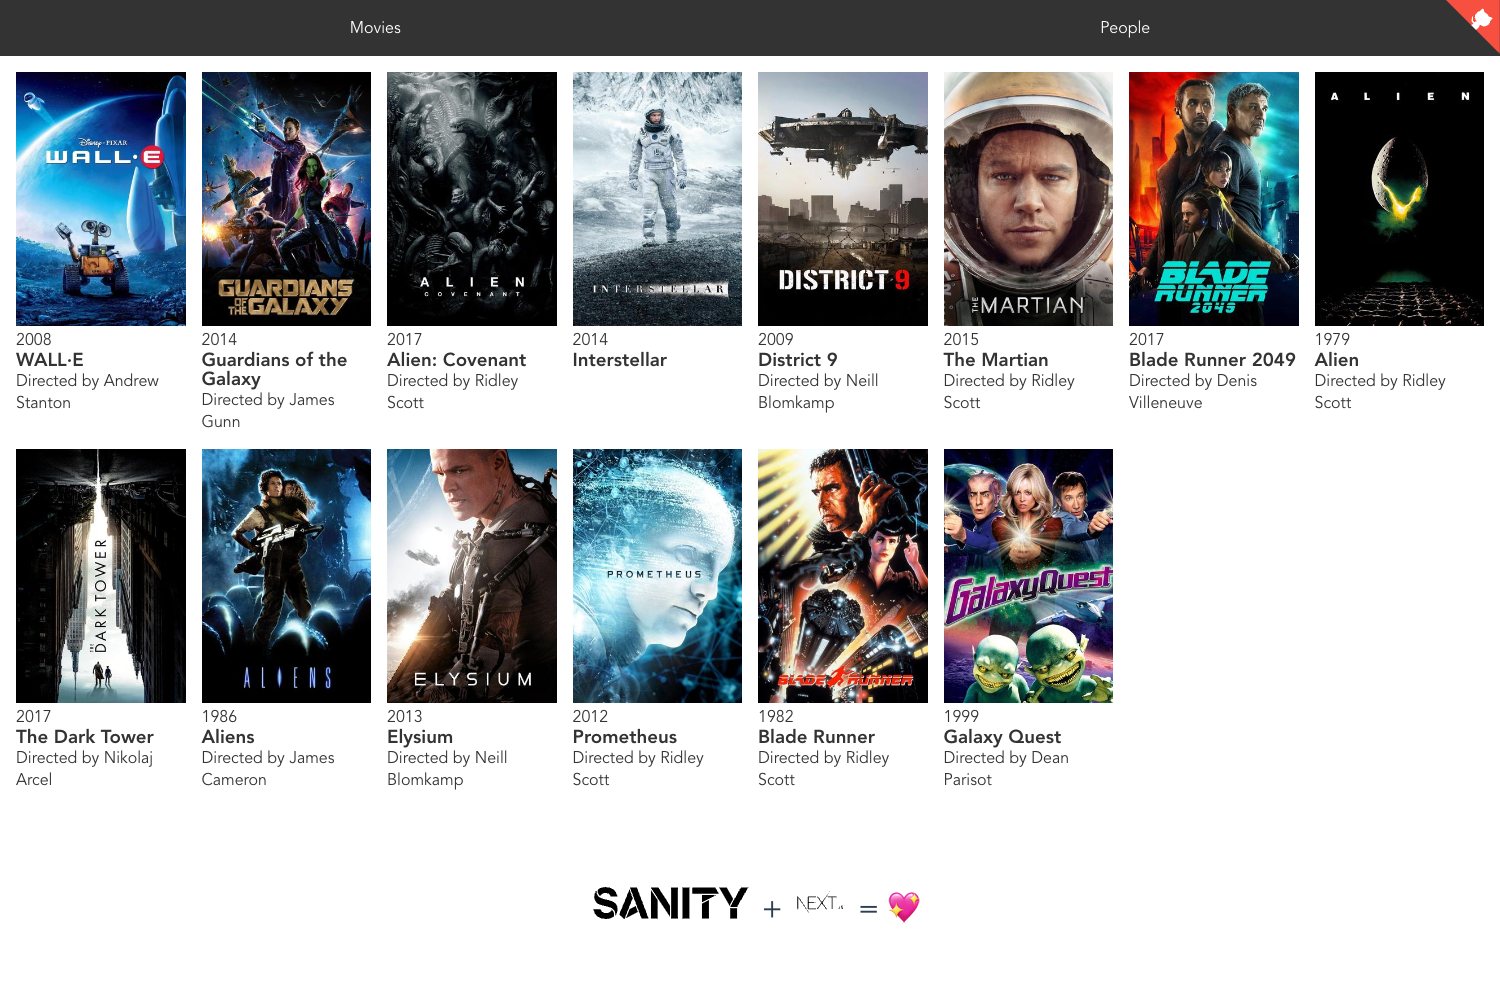 Movies
People
Disney·PIXAR
WALL·E
GUARDIANS
OF THE
GALAXY
ALIEN
COVENANT
INTERSTELLAR
DISTRICT 9
THE MARTIAN
BLADE
RUNNER
2049
ALIEN
2008
WALL·E
Directed by Andrew
Stanton
2014
Guardians of the
Galaxy
Directed by James
Gunn
2017
Alien: Covenant
Directed by Ridley
Scott
2014
Interstellar
2009
District 9
Directed by Neill
Blomkamp
2015
The Martian
Directed by Ridley
Scott
2017
Blade Runner 2049
Directed by Denis
Villeneuve
1979
Alien
Directed by Ridley
Scott
THE DARK TOWER
ALIENS
ELYSIUM
PROMETHEUS
BLADE RUNNER
GalaxyQuest
2017
The Dark Tower
Directed by Nikolaj
Arcel
1986
Aliens
Directed by James
Cameron
2013
Elysium
Directed by Neill
Blomkamp
2012
Prometheus
Directed by Ridley
Scott
1982
Blade Runner
Directed by Ridley
Scott
1999
Galaxy Quest
Directed by Dean
Parisot
SANITY + NEXT.JS = 💖